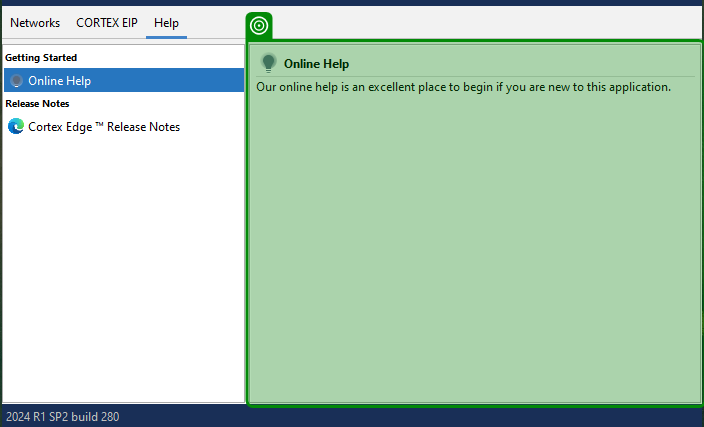 Networks CORTEX EIP Help
Getting Started
Online Help
Release Notes
Cortex Edge ™ Release Notes
Online Help
Our online help is an excellent place to begin if you are new to this application.
2024 R1 SP2 build 280